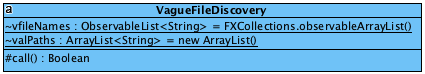 a
VagueFileDiscovery
~vfileNames : ObservableList<String> = FXCollections.observableArrayList()
~valPaths : ArrayList<String> = new ArrayList()
#call() : Boolean